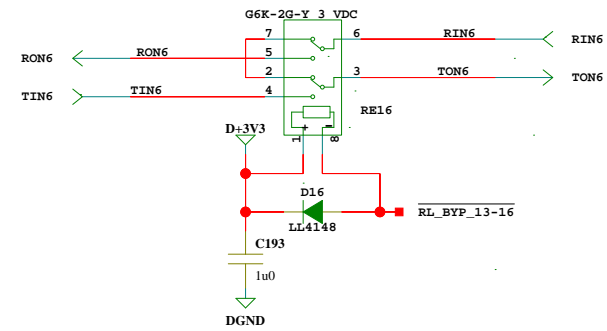 G6K-2G-Y 3 VDC
7
6
RIN6
RIN6
RON6
RON6
5
2
3
TON6
TON6
TIN6
TIN6
4
RE16
D+3V3
+
-
1
8
D16
RL_BYP_13-16
LL4148
C193
1u0
DGND